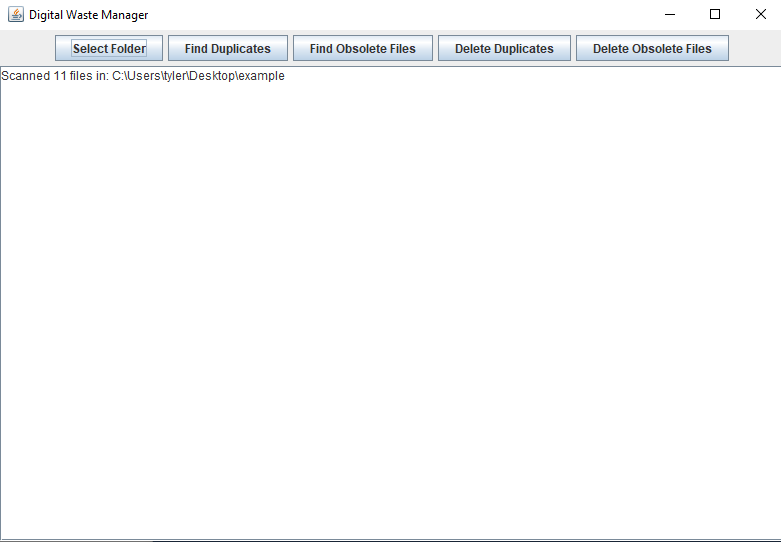 Digital Waste Manager
Select Folder Find Duplicates Find Obsolete Files Delete Duplicates Delete Obsolete Files
Scanned 11 files in: C:\Users\tyler\Desktop\example